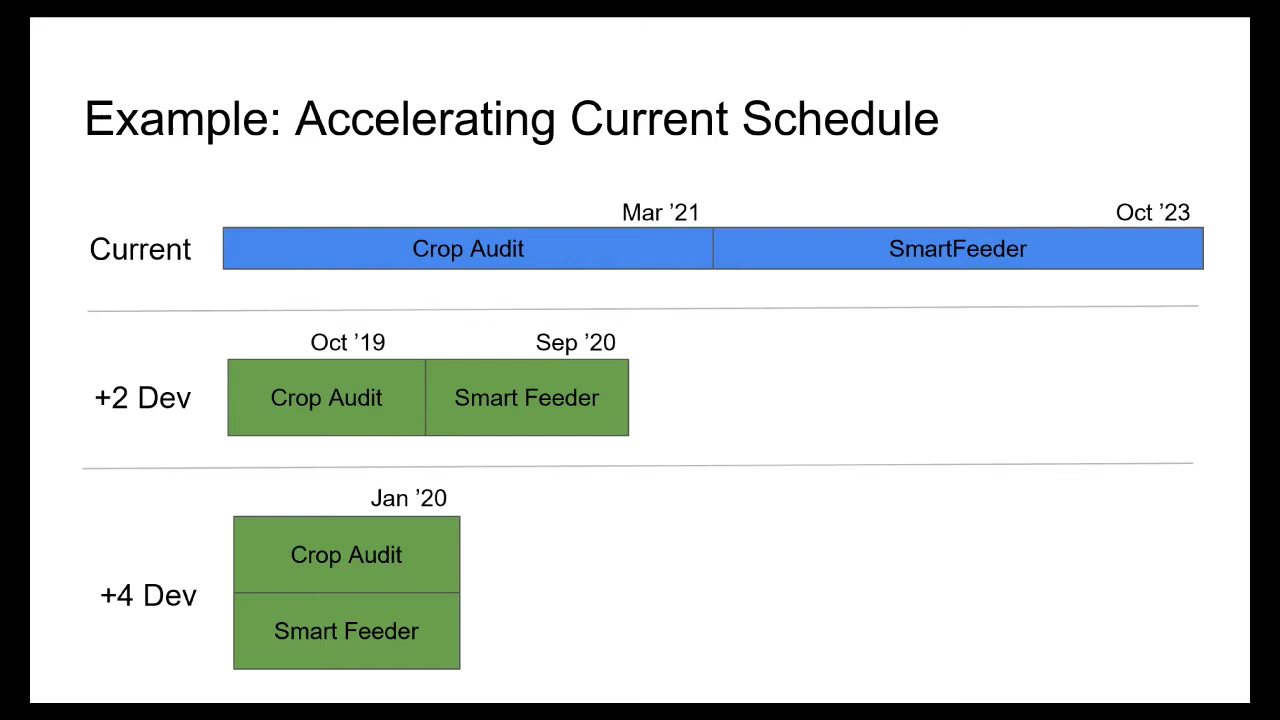 Example: Accelerating Current Schedule
Mar ’21
Oct ’23
Current
Crop Audit
SmartFeeder
Oct ’19
Sep ’20
+2 Dev
Crop Audit
Smart Feeder
Jan ’20
Crop Audit
+4 Dev
Smart Feeder